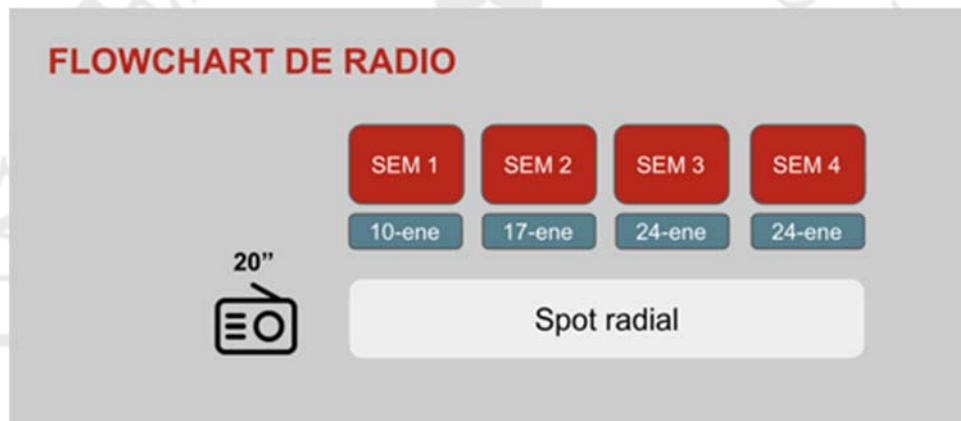 FLOWCHART DE RADIO
SEM 1 SEM 2 SEM 3 SEM 4
10-ene 17-ene 24-ene 24-ene
20”
Spot radial